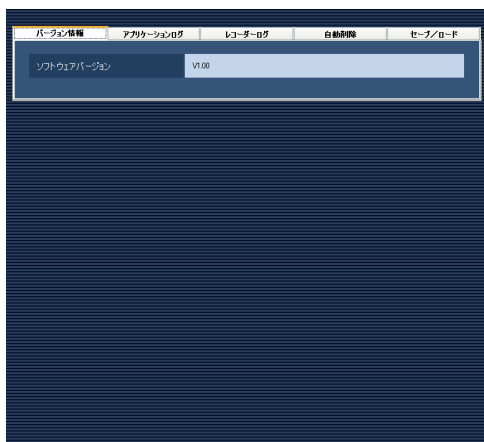 バージョン情報
アプリケーションログ
レコーダーログ
自動削除
セーブ/ロード
ソフトウェアバージョン
V1.00